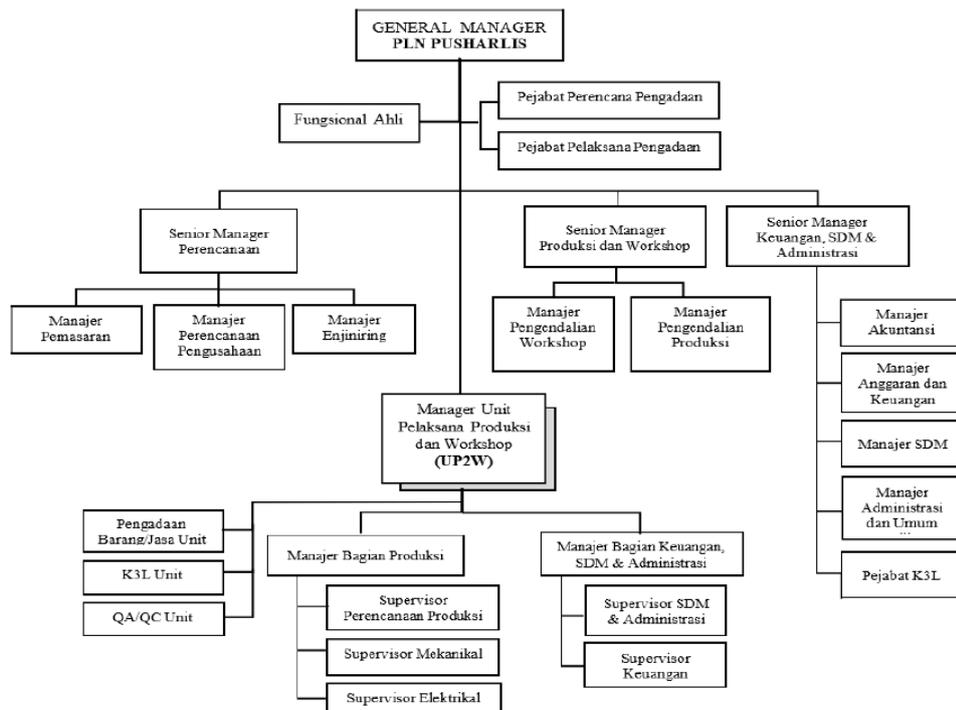 GENERAL MANAGER
PLN PUSHARLIS
Fungsional Ahli
Pejabat Perencana Pengadaan
Pejabat Pelaksana Pengadaan
Senior Manager
Perencanaan
Senior Manager
Produksi dan Workshop
Senior Manager
Keuangan, SDM &
Administrasi
Manajer
Pemasaran
Manajer
Perencanaan
Pengusahaan
Manajer
Enjiniring
Manajer
Pengendalian
Workshop
Manajer
Pengendalian
Produksi
Manajer
Akuntansi
Manajer
Anggaran dan
Keuangan
Manajer SDM
Manajer
Administrasi
dan Umum
Pejabat K3L
Manager Unit
Pelaksana Produksi
dan Workshop
(UP2W)
Pengadaan
Barang/Jasa Unit
K3L Unit
QA/QC Unit
Manajer Bagian Produksi
Supervisor
Perencanaan Produksi
Supervisor Mekanikal
Supervisor Elektrikal
Manajer Bagian Keuangan,
SDM & Administrasi
Supervisor SDM
& Administrasi
Supervisor
Keuangan